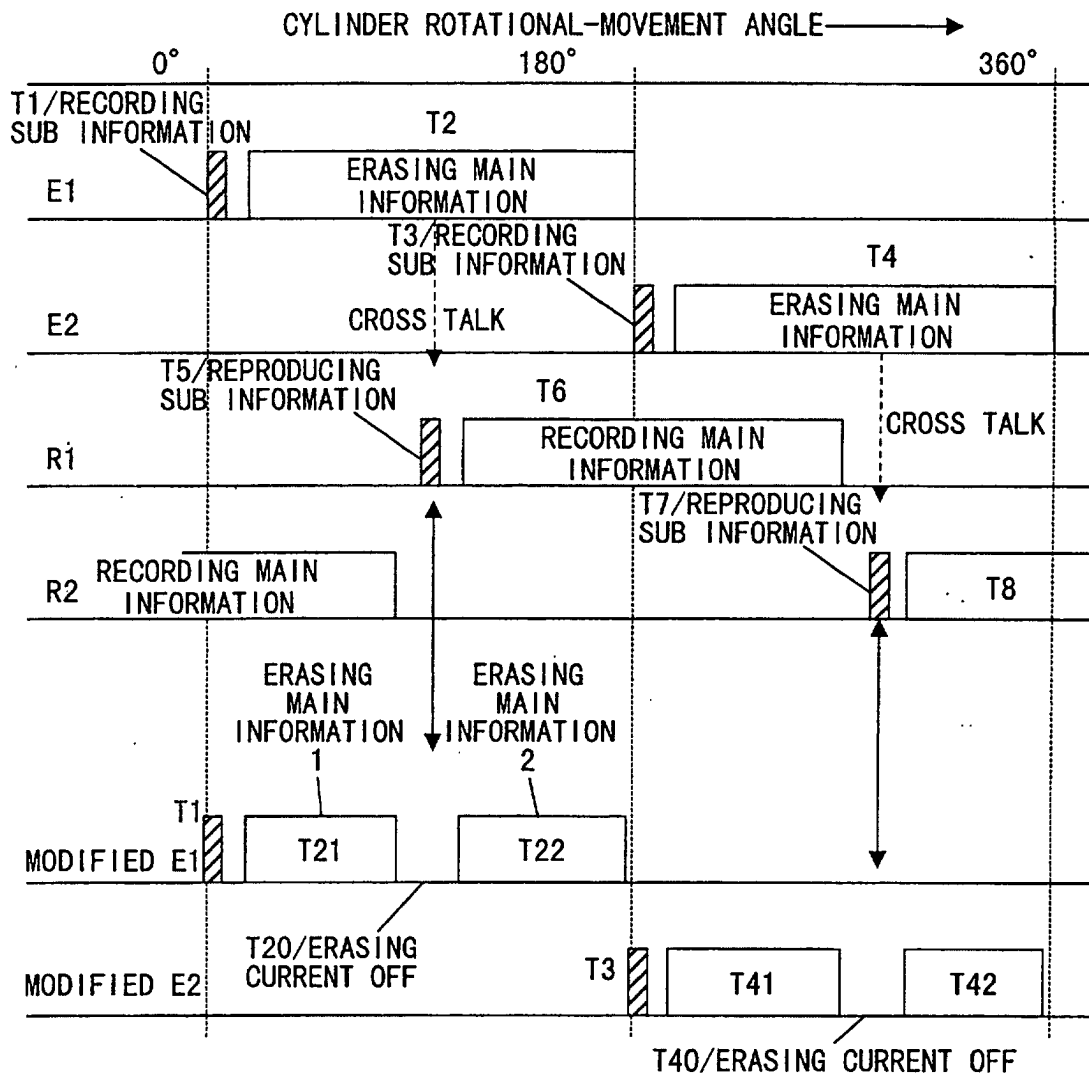 CYLINDER ROTATIONAL-MOVEMENT ANGLE
0° 180° 360°
T1/RECORDING
SUB INFORMATION
T2
E1
ERASING MAIN
INFORMATION
T3/RECORDING
SUB INFORMATION
T4
E2
CROSS TALK
ERASING MAIN
INFORMATION
T5/REPRODUCING
SUB INFORMATION
T6
CROSS TALK
R1
RECORDING MAIN
INFORMATION
T7/REPRODUCING
SUB INFORMATION
R2
RECORDING MAIN
INFORMATION
T8
ERASING
MAIN
INFORMATION
1
ERASING
MAIN
INFORMATION
2
T1
MODIFIED E1
T21
T22
T20/ERASING
CURRENT OFF
T3
MODIFIED E2
T41
T42
T40/ERASING CURRENT OFF